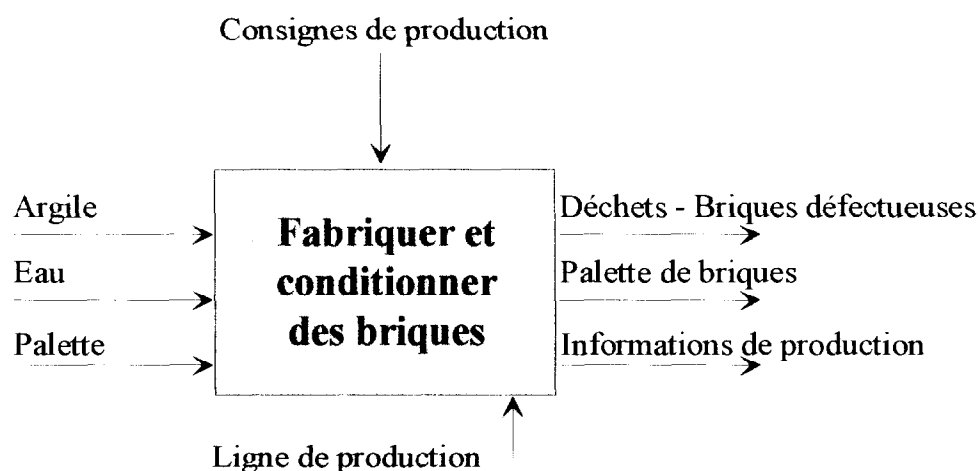 Consignes de production
Argile
Eau
Palette
Fabriquer et
conditionner
des briques
Déchets - Briques défectueuses
Palette de briques
Informations de production
Ligne de production